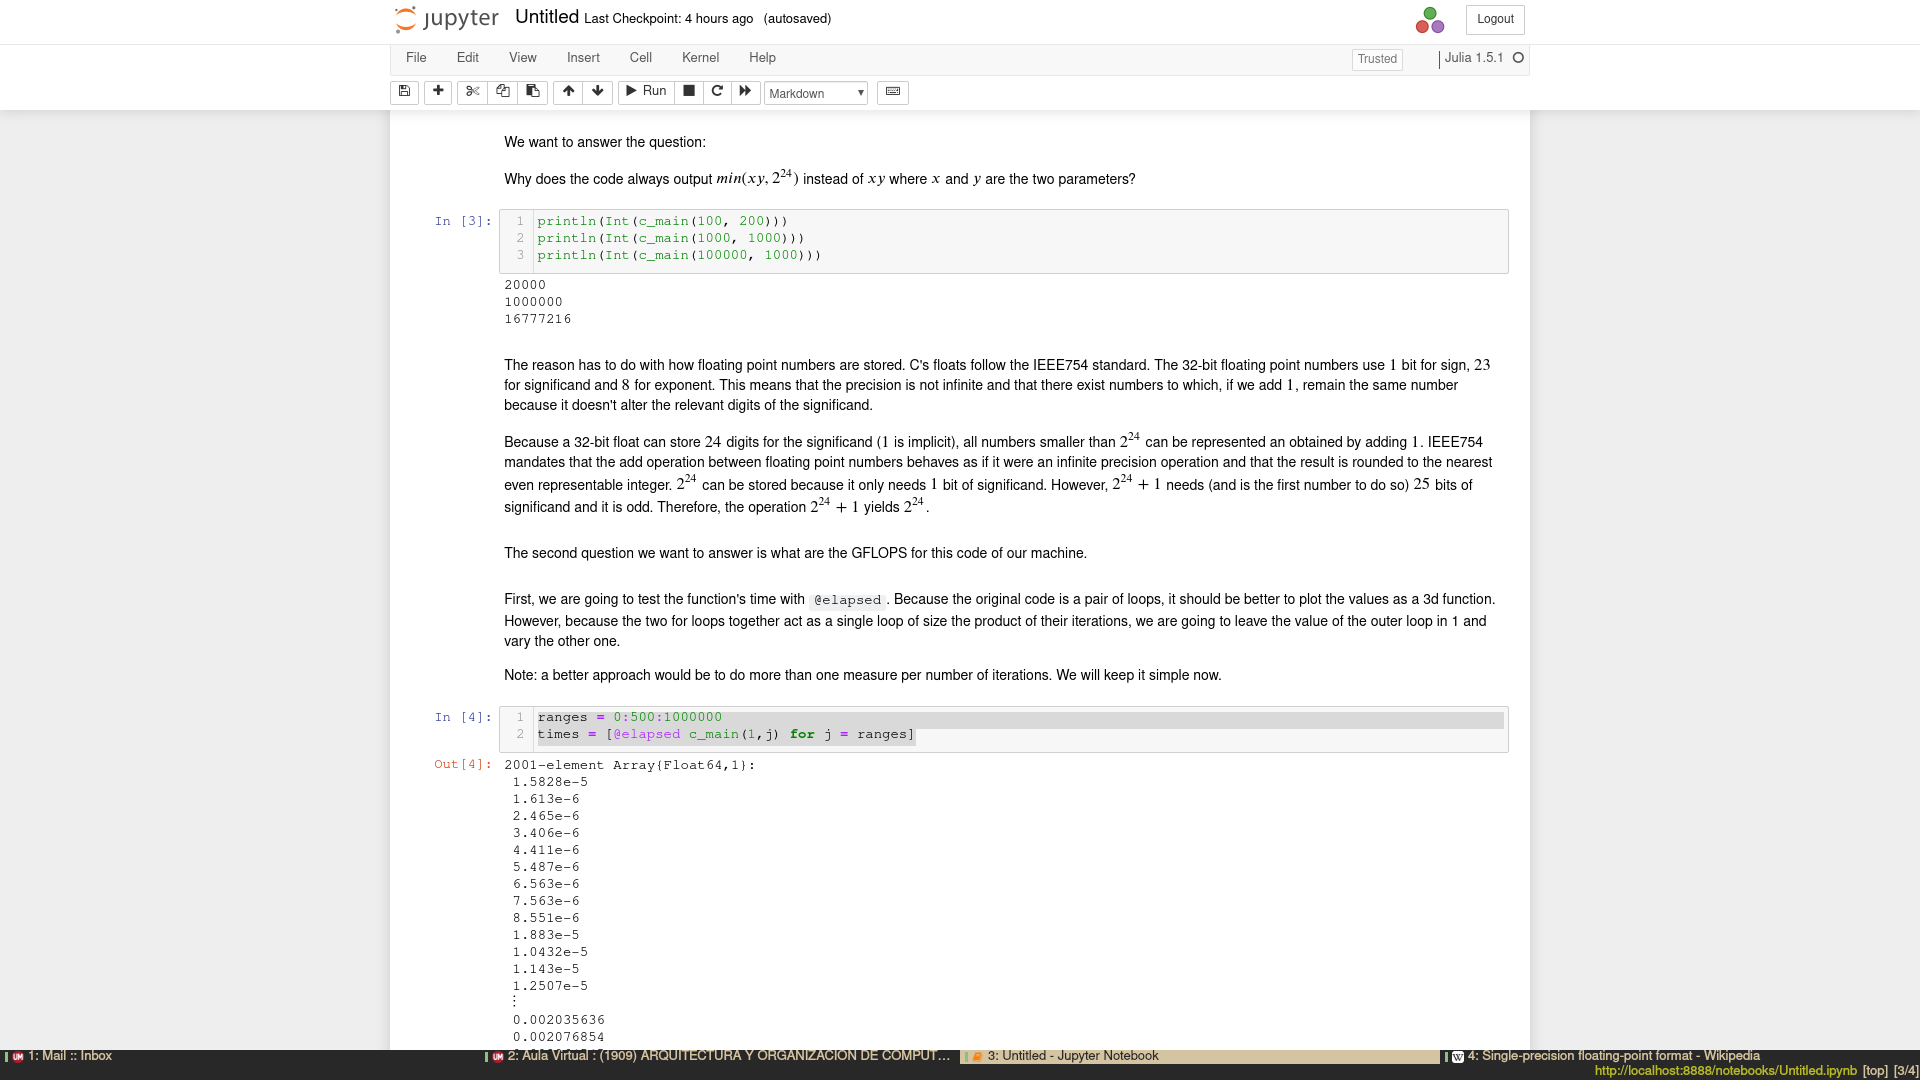 jupyter Untitled Last Checkpoint: 4 hours ago (autosaved) Logout
File Edit View Insert Cell Kernel Help Trusted Julia 1.5.1
Run Markdown
We want to answer the question:
Why does the code always output min(xy, 2^24) instead of xy where x and y are the two parameters?
In [3]:
1 println(Int(c_main(100, 200)))
2 println(Int(c_main(1000, 1000)))
3 println(Int(c_main(100000, 1000)))
20000
1000000
16777216
The reason has to do with how floating point numbers are stored. C's floats follow the IEEE754 standard. The 32-bit floating point numbers use 1 bit for sign, 23
for significand and 8 for exponent. This means that the precision is not infinite and that there exist numbers to which, if we add 1, remain the same number
because it doesn't alter the relevant digits of the significand.
Because a 32-bit float can store 24 digits for the significand (1 is implicit), all numbers smaller than 2^24 can be represented an obtained by adding 1. IEEE754
mandates that the add operation between floating point numbers behaves as if it were an infinite precision operation and that the result is rounded to the nearest
even representable integer. 2^24 can be stored because it only needs 1 bit of significand. However, 2^24 + 1 needs (and is the first number to do so) 25 bits of
significand and it is odd. Therefore, the operation 2^24 + 1 yields 2^24.
The second question we want to answer is what are the GFLOPS for this code of our machine.
First, we are going to test the function's time with @elapsed. Because the original code is a pair of loops, it should be better to plot the values as a 3d function.
However, because the two for loops together act as a single loop of size the product of their iterations, we are going to leave the value of the outer loop in 1 and
vary the other one.
Note: a better approach would be to do more than one measure per number of iterations. We will keep it simple now.
In [4]:
1 ranges = 0:500:1000000
2 times = [@elapsed c_main(1,j) for j = ranges]
Out[4]: 2001-element Array{Float64,1}:
1.5828e-5
1.613e-6
2.465e-6
3.406e-6
4.411e-6
5.487e-6
6.563e-6
7.563e-6
8.551e-6
1.883e-5
1.0432e-5
1.143e-5
1.2507e-5
⋮
0.002035636
0.002076854
1: Mail :: Inbox
2: Aula Virtual : (1909) ARQUITECTURA Y ORGANIZACIÓN DE COMPUT…
3: Untitled - Jupyter Notebook
4: Single-precision floating-point format - Wikipedia
http://localhost:8888/notebooks/Untitled.ipynb [top] [3/4]